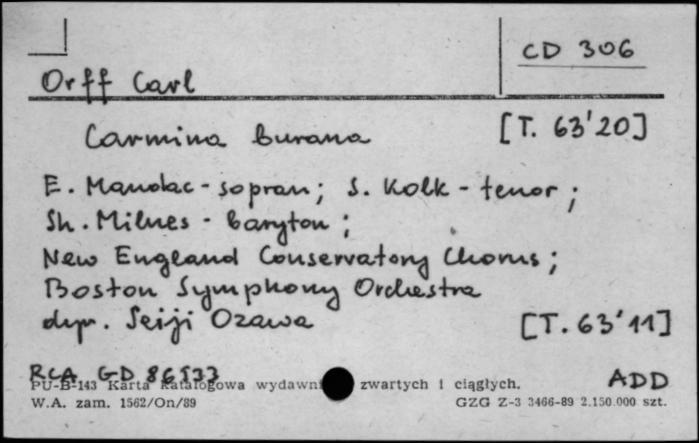 CD 306
Orff Carl
Carmina burana [T. 63'20]
E. Mandac - sopran; S. Kolk - tenor;
Sh. Milnes - baryton;
New England Conservatory Chorus;
Boston Symphony Orchestra
dyr. Seiji Ozawa [T. 63'11]
RCA GD 86533 ADD
PU-B-143 Karta katalogowa wydawni zwartych i ciągłych.
W.A. zam. 1562/On/89 GZG Z-3 3466-89 2.150.000 szt.